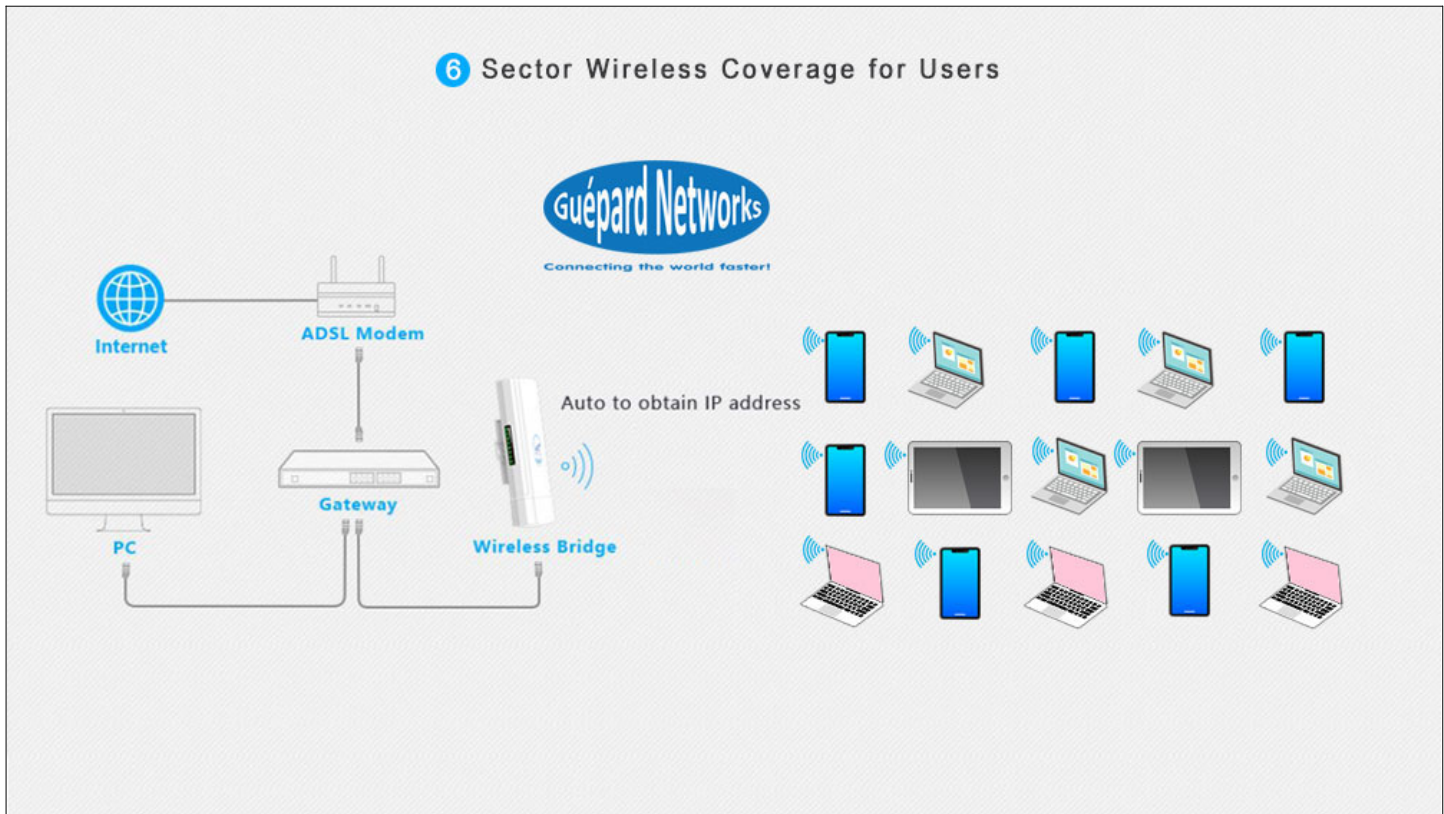 6 Sector Wireless Coverage for Users
Guépard Networks
Connecting the world faster!
Internet
ADSL Modem
Auto to obtain IP address
Gateway
PC
Wireless Bridge